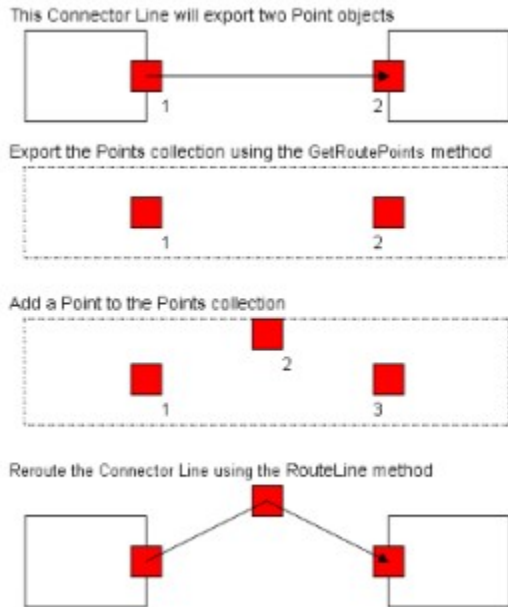 This Connector Line will export two Point objects
1 2
Export the Points collection using the GetRoutePoints method
1 2
Add a Point to the Points collection
2
1 3
Reroute the Connector Line using the RouteLine method